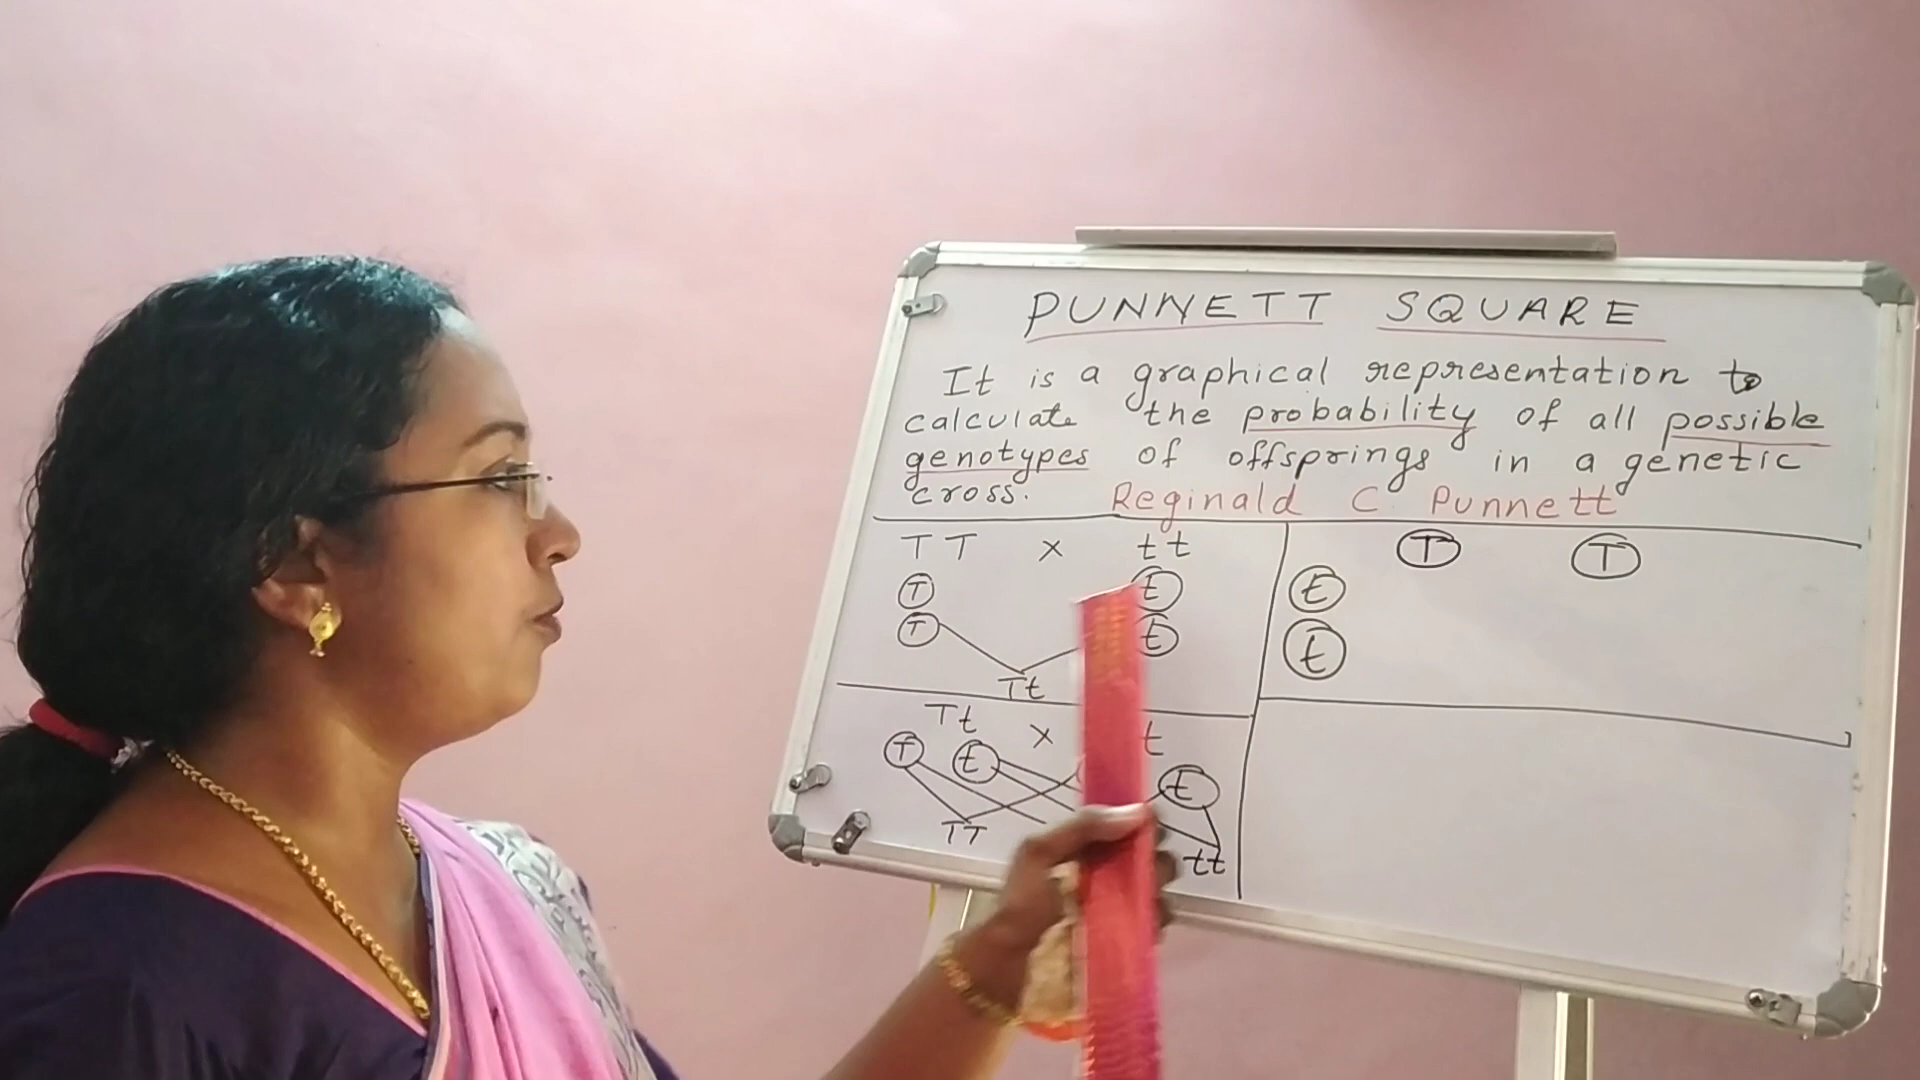 PUNNETT SQUARE
It is a graphical representation to
calculate the probability of all possible
genotypes of offsprings in a genetic
cross. Reginald C Punnett
TT x tt
T t
T t
Tt
Tt x t
T t t
TT tt
T T
t
t